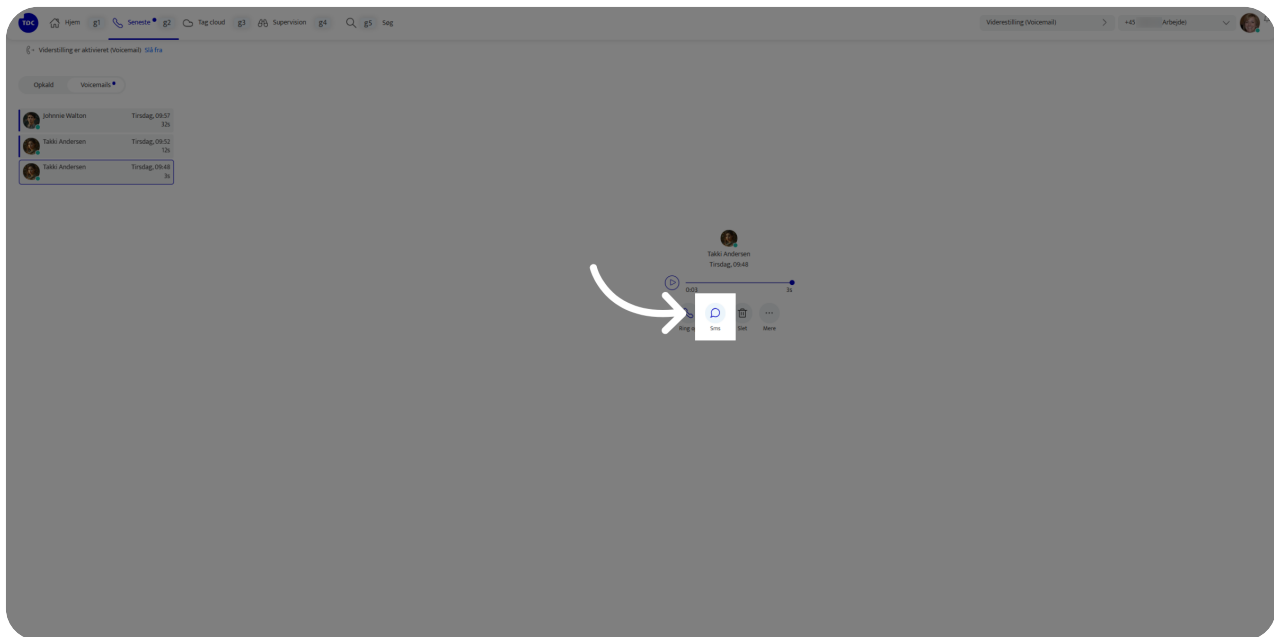 TDC Hjem g1 Seneste g2 Tag cloud g3 Supervision g4 g5 Søg Viderestilling (Voicemail) +45 Arbejde)
Viderstilling er aktivieret (Voicemail) Slå fra
Opkald Voicemails
Johnnie Walton Tirsdag, 09:57
32s
Takki Andersen Tirsdag, 09:52
12s
Takki Andersen Tirsdag, 09:48
3s
Takki Andersen
Tirsdag, 09:48
0:03 3s
Ring Sms Slet Mere